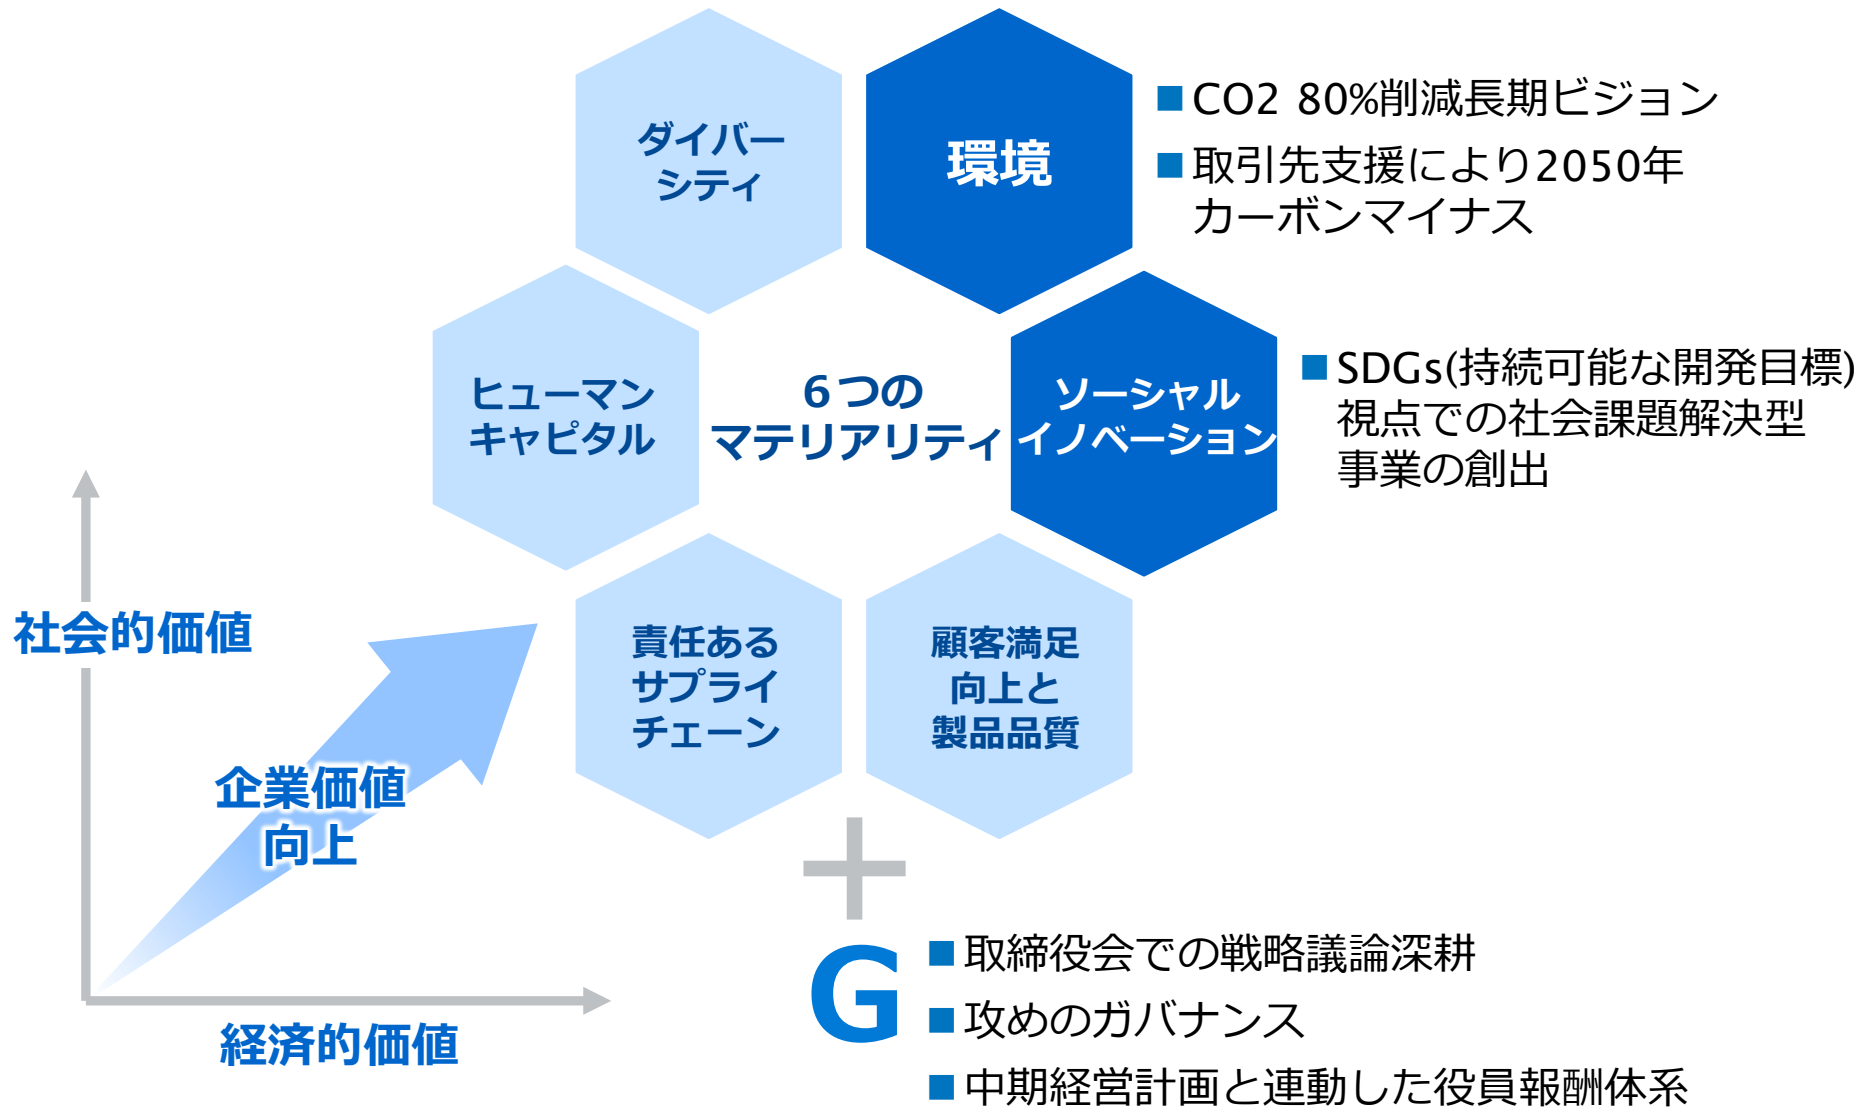 ダイバー
シティ
環境
■CO2 80%削減長期ビジョン
■取引先支援により2050年
カーボンマイナス
ヒューマン
キャピタル
６つの
マテリアリティ
ソーシャル
イノベーション
■SDGs(持続可能な開発目標)
視点での社会課題解決型
事業の創出
責任ある
サプライ
チェーン
顧客満足
向上と
製品品質
社会的価値
企業価値
向上
経済的価値
+
G
■取締役会での戦略議論深耕
■攻めのガバナンス
■中期経営計画と連動した役員報酬体系